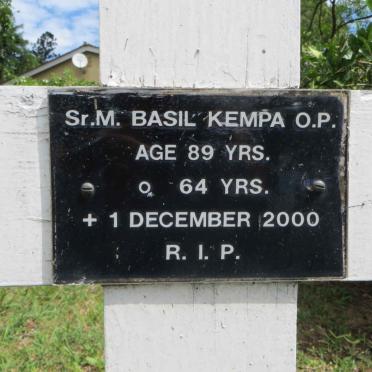 Sr.M. BASIL KEMPA O.P.
AGE 89 YRS.
o 64 YRS.
+ 1 DECEMBER 2000
R. I. P.